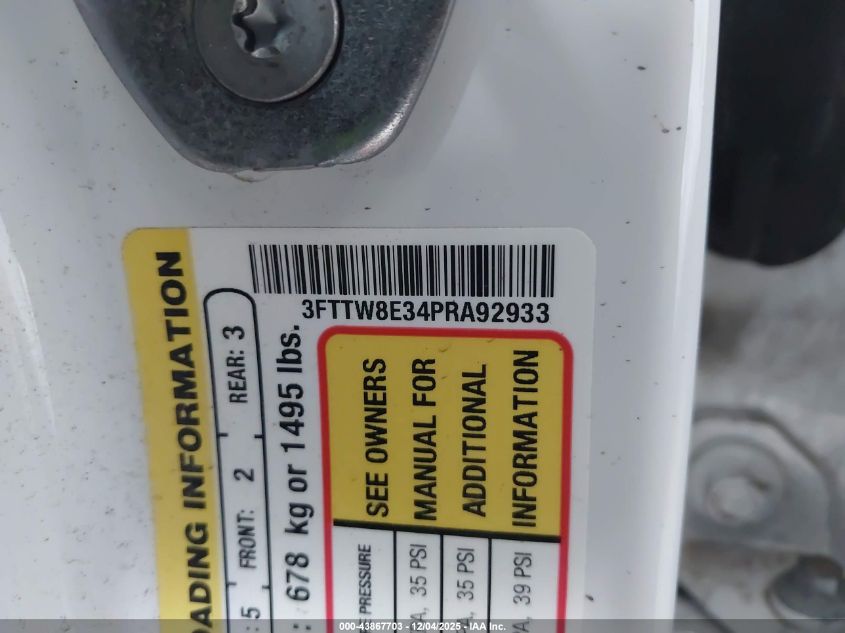 3FTTW8E34PRA92933
ADING INFORMATION
: 5 FRONT: 2 REAR: 3
: 678 kg or 1495 lbs.
PRESSURE
A, 35 PSI
A, 35 PSI
A, 39 PSI
SEE OWNERS
MANUAL FOR
ADDITIONAL
INFORMATION
000-43867703 - 12/04/2025 - IAA Inc.